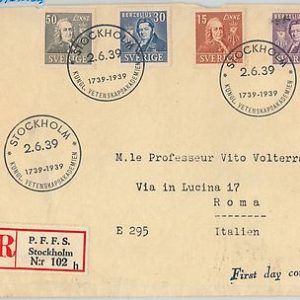 50 LINNÉ
SVERIGE
BERZELIUS 30
SVERIGE
15 LINNÉ
SVERIGE
SVERIGE
STOCKHOLM
2.6.39
1739-1939
KUNGL. VETENSKAPSAKADEMIEN
STOCKHOLM
2.6.39
1739-1939
KUNGL. VETENSKAPSAKADEMIEN
STOCKHOLM
2.6.39
1739-1939
KUNGL. VETENSKAPSAKADEMIEN
M.le Professeur Vito Volterra
Via in Lucina 17
Roma
E 295
Italien
R
P. F. F. S.
Stockholm
N:r 102 h
First day co